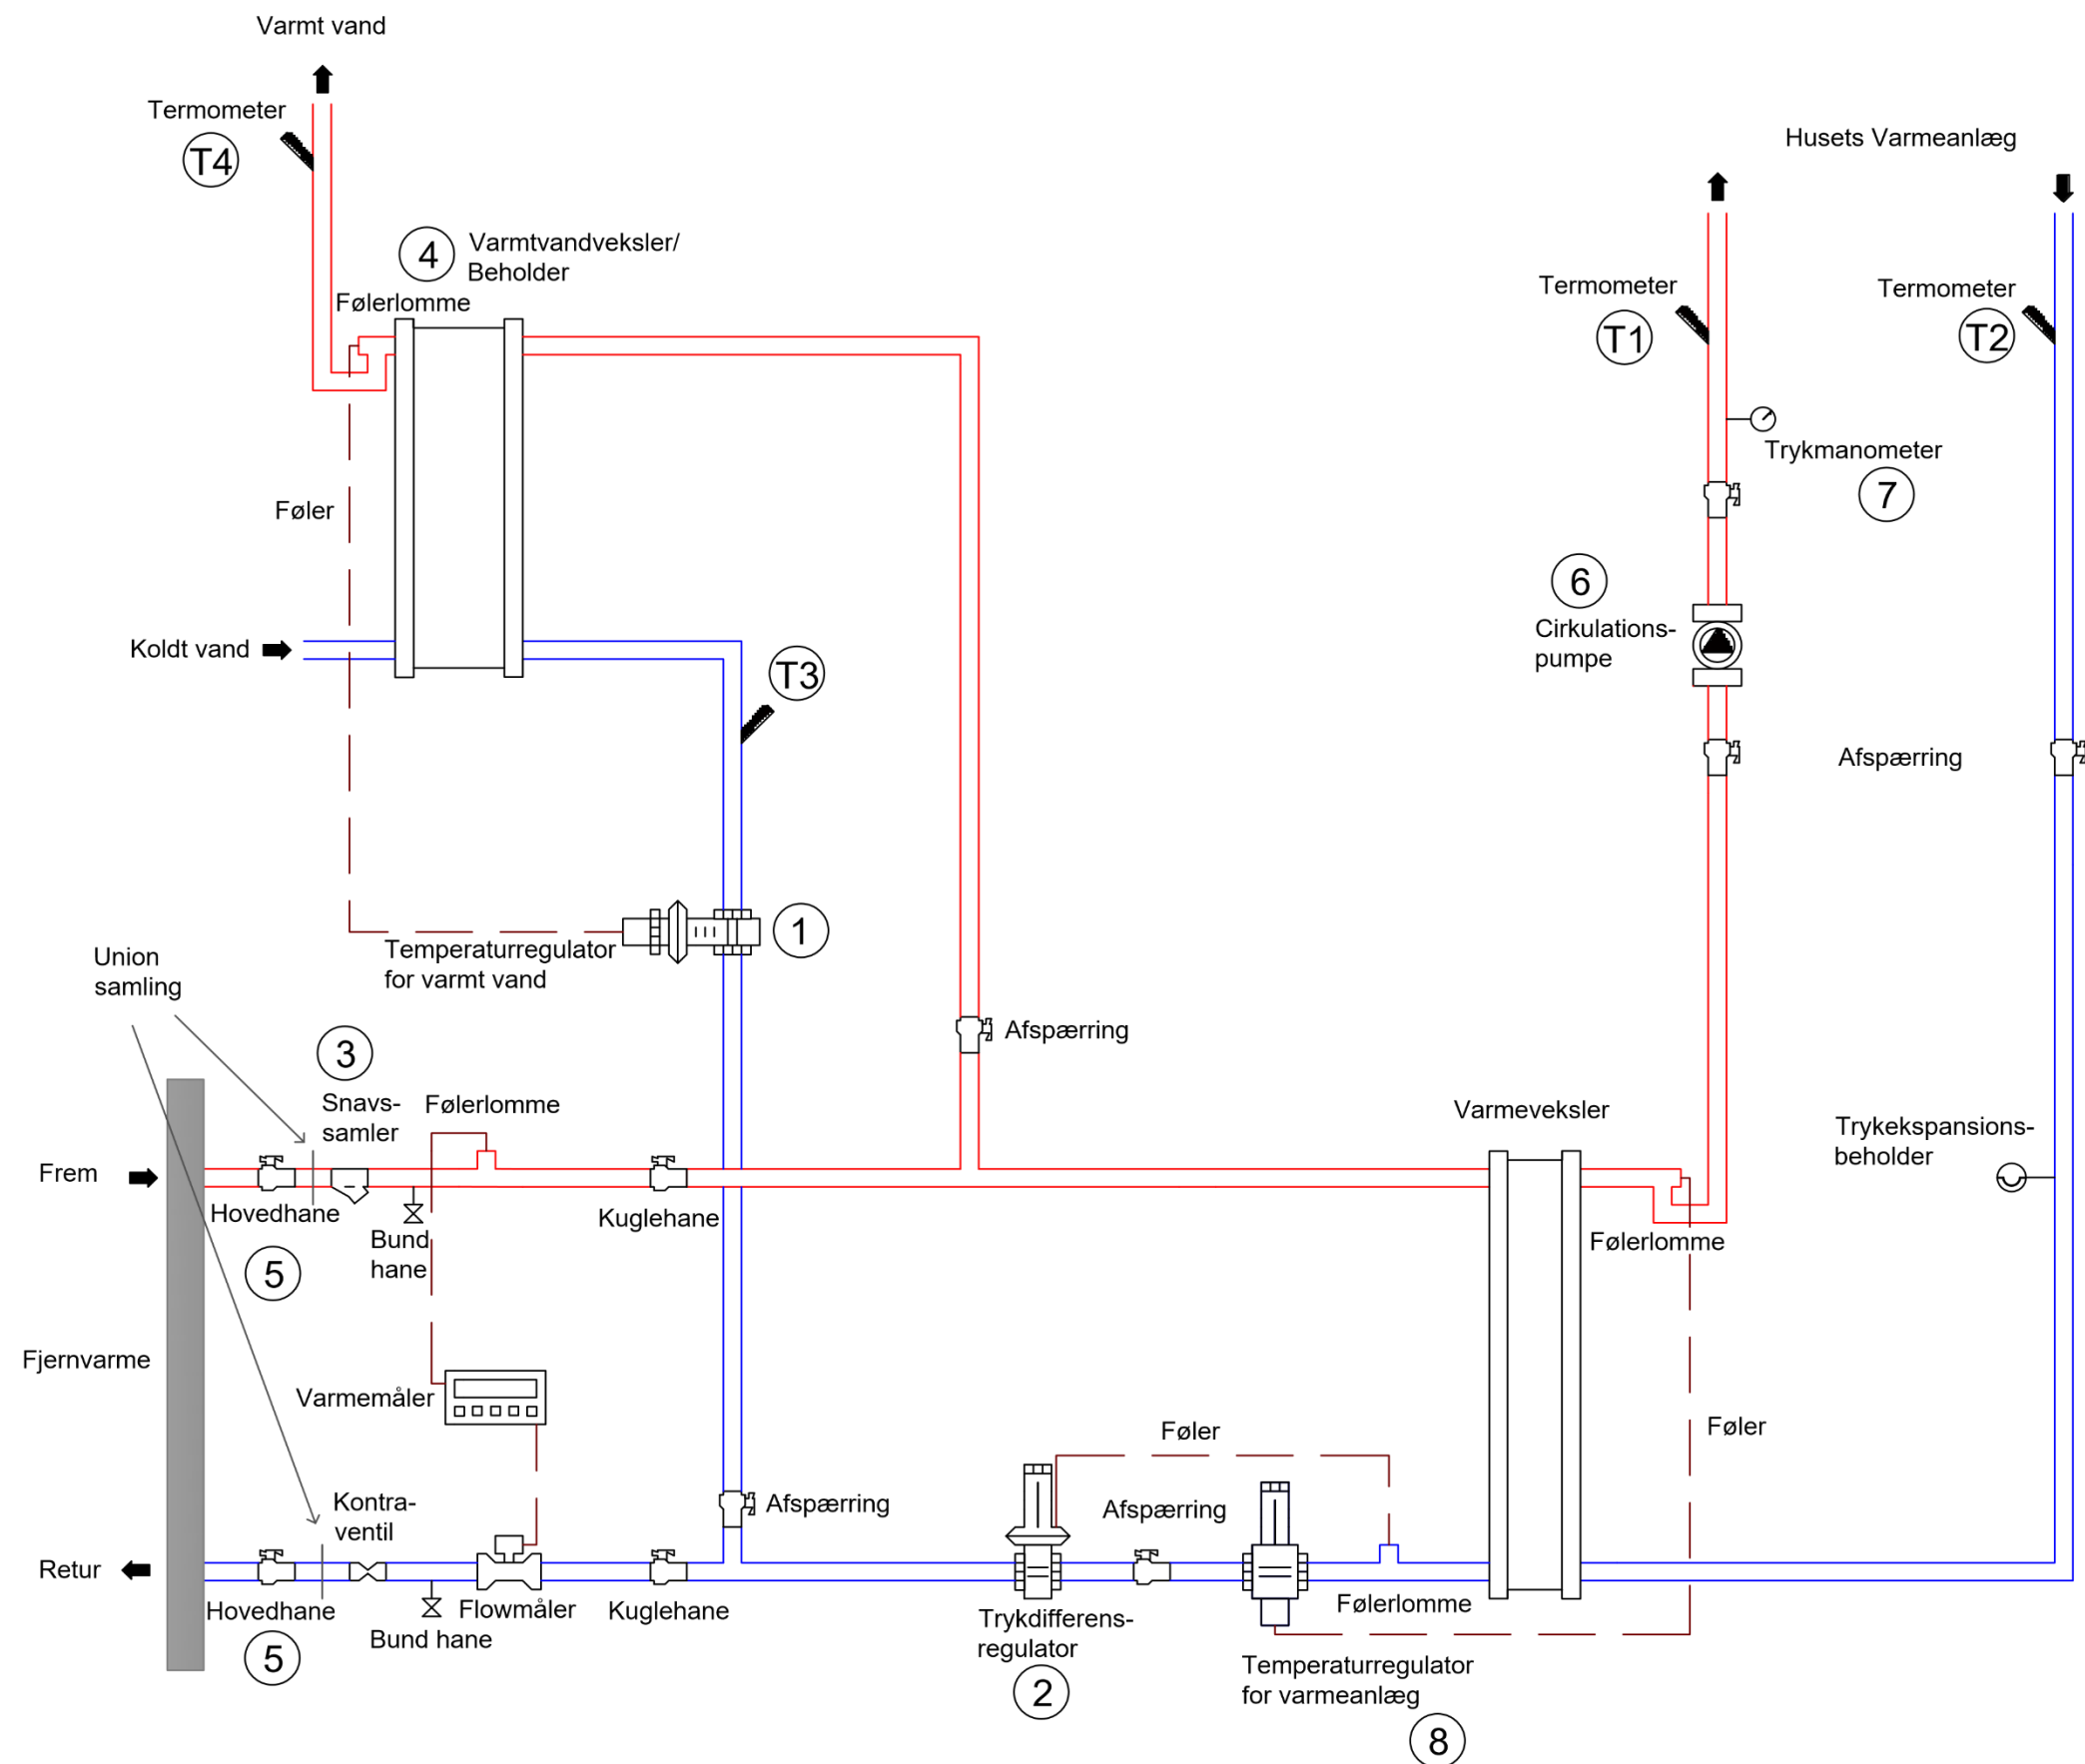 Varmt vand
Termometer
T4
Husets Varmeanlæg
4
Varmtvandveksler/
Beholder
Følerlomme
Termometer
T1
Termometer
T2
Trykmanometer
7
Føler
6
Cirkulations-
pumpe
Koldt vand
T3
Afspærring
1
Temperaturregulator
for varmt vand
Union
samling
Afspærring
3
Snavs-
samler
Følerlomme
Varmeveksler
Trykekspansions-
beholder
Frem
Hovedhane
5
Bund
hane
Kuglehane
Følerlomme
Fjernvarme
Varmemåler
Føler
Føler
Kontra-
ventil
Afspærring
Afspærring
Retur
Hovedhane
5
Bund hane
Flowmåler
Kuglehane
Trykdifferens-
regulator
2
Følerlomme
Temperaturregulator
for varmeanlæg
8